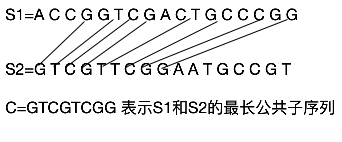 S1=A C C G G T C G A C T G C C C G G
S2=G T C G T T C G G A A T G C C G T
C=GTCGTCGG 表示S1和S2的最长公共子序列